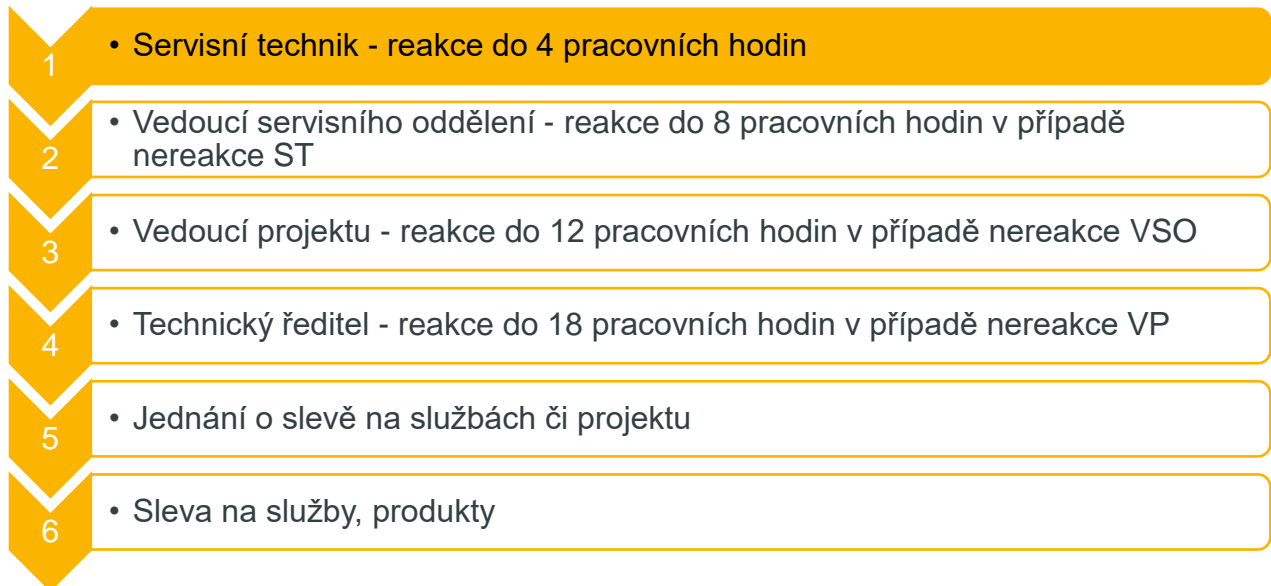 1
• Servisní technik - reakce do 4 pracovních hodin
2
• Vedoucí servisního oddělení - reakce do 8 pracovních hodin v případě
nereakce ST
3
• Vedoucí projektu - reakce do 12 pracovních hodin v případě nereakce VSO
4
• Technický ředitel - reakce do 18 pracovních hodin v případě nereakce VP
5
• Jednání o slevě na službách či projektu
6
• Sleva na služby, produkty